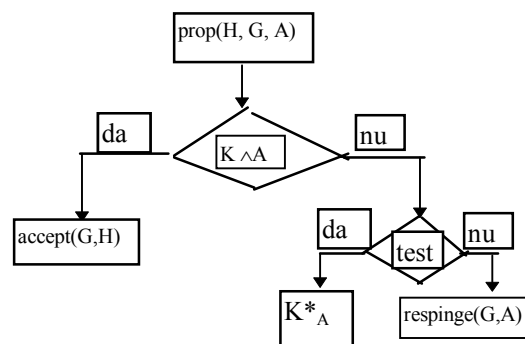 prop(H, G, A)
da
nu
K ∧A
accept(G,H)
da
test
nu
K*A
respinge(G,A)